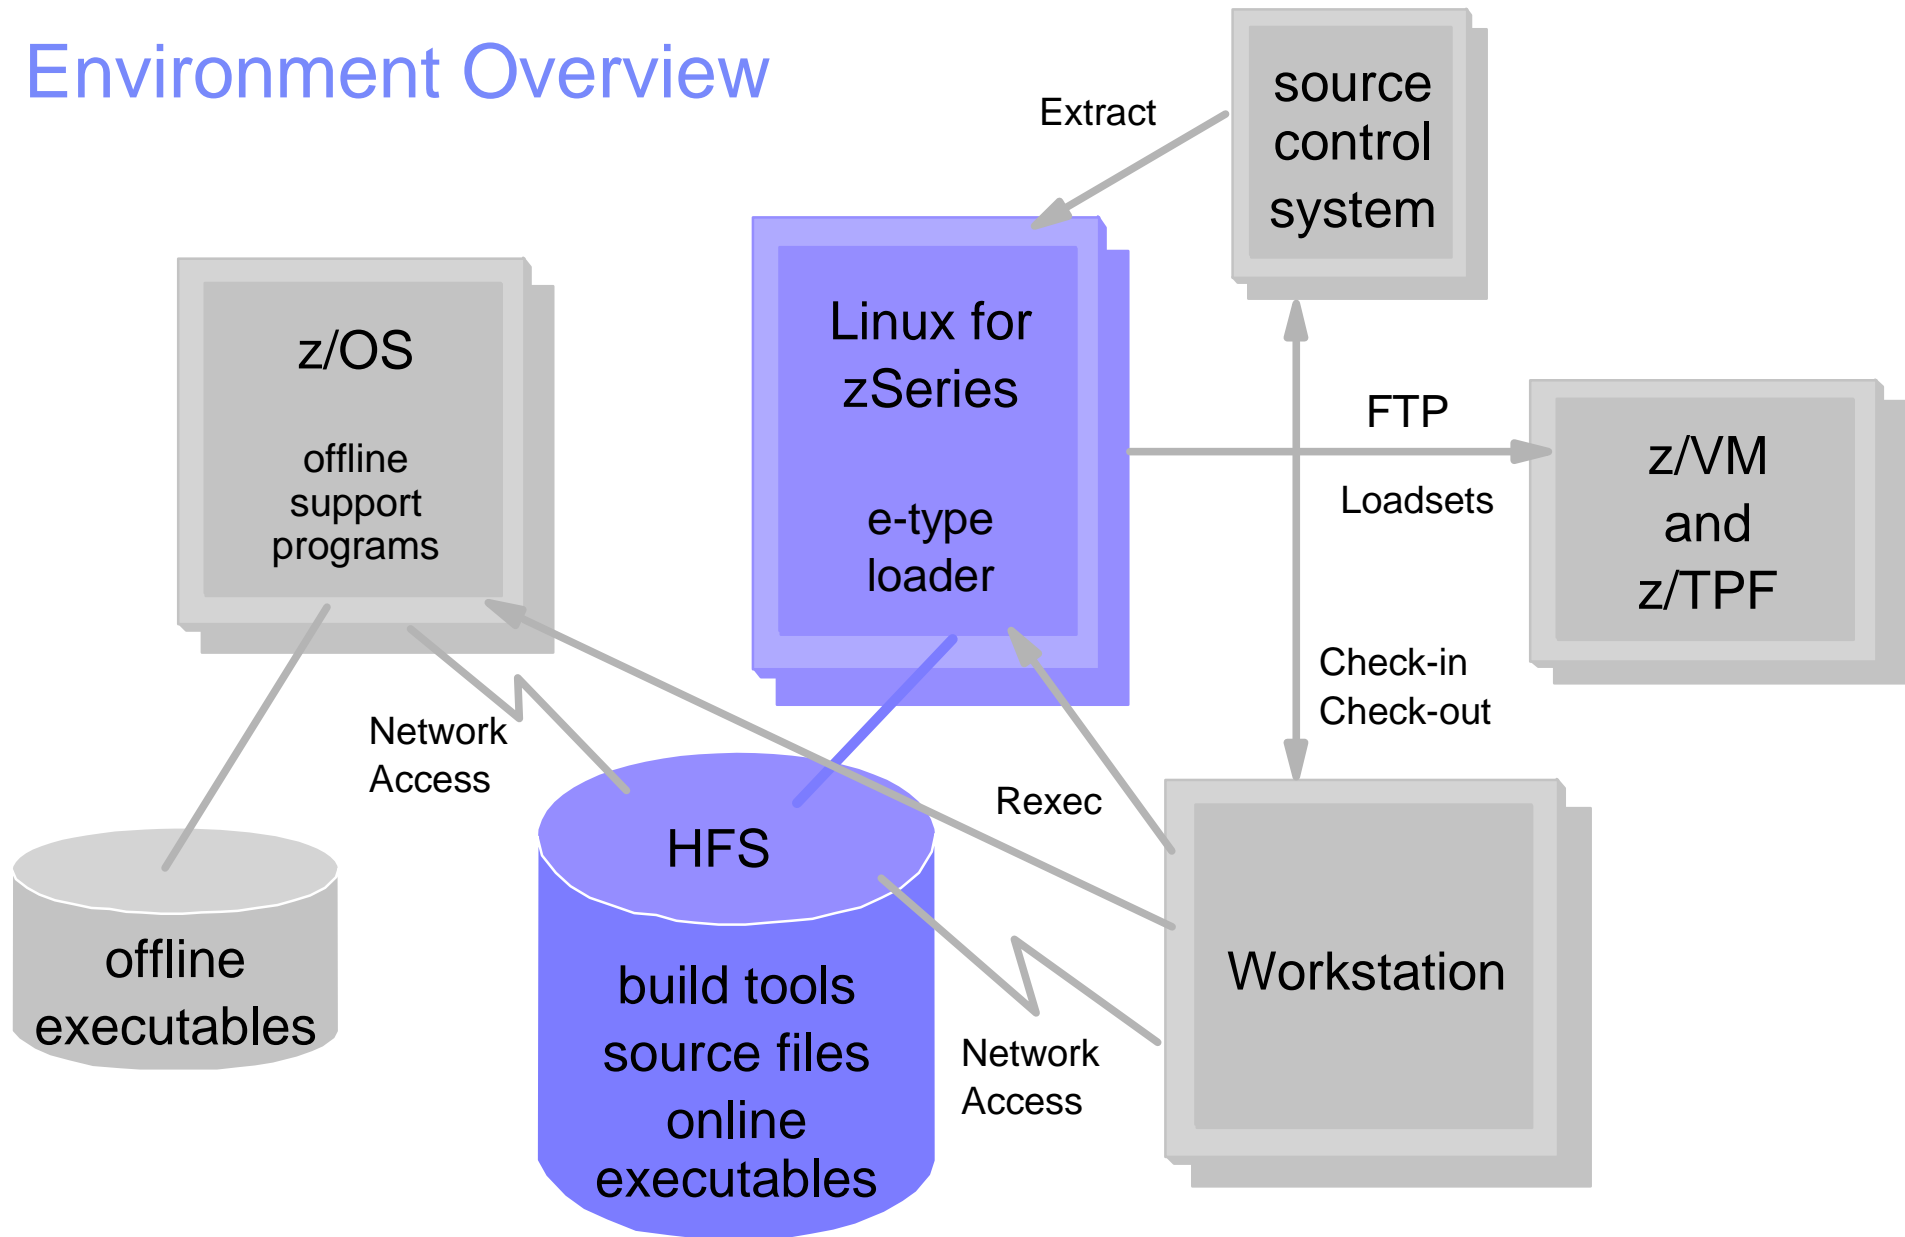 Environment Overview
Extract
source
control
system
z/OS
offline
support
programs
Linux for
zSeries
e-type
loader
FTP
Loadsets
z/VM
and
z/TPF
Check-in
Check-out
Network
Access
Rexec
HFS
build tools
source files
online
executables
offline
executables
Network
Access
Workstation